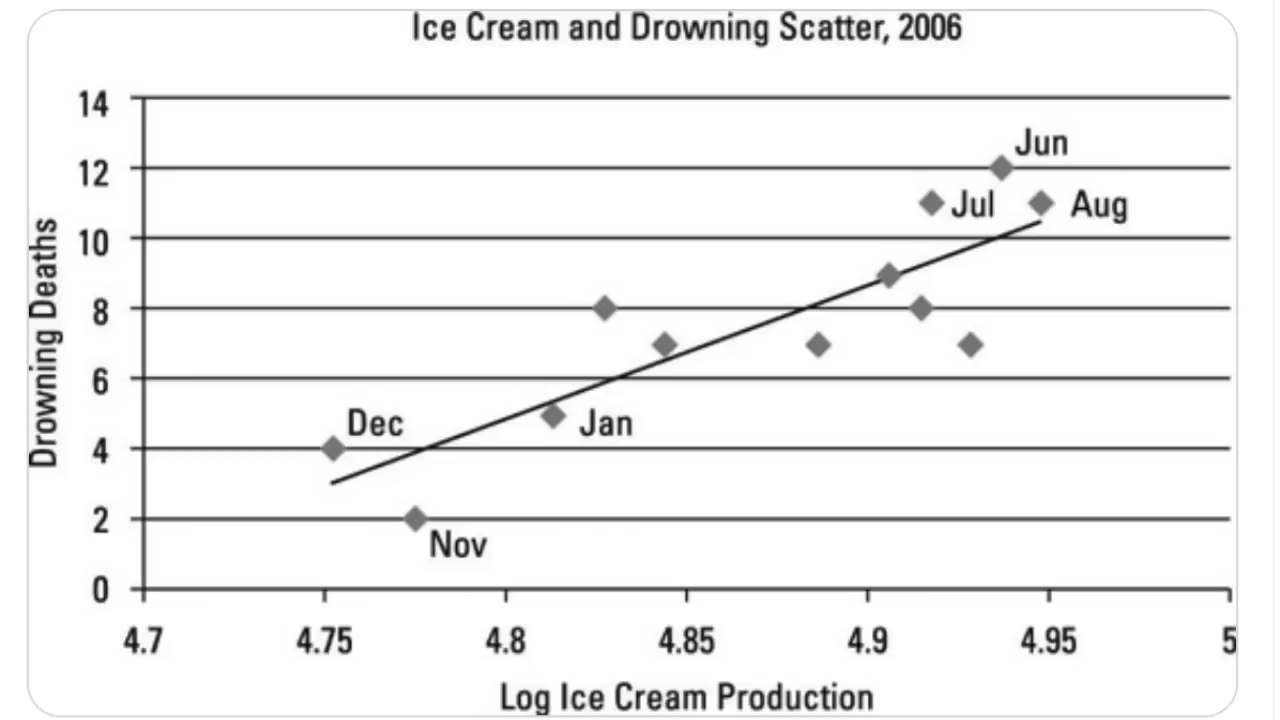 Ice Cream and Drowning Scatter, 2006
Drowning Deaths
14
12
10
8
6
4
2
0
Jun
Jul
Aug
Dec
Jan
Nov
4.7 4.75 4.8 4.85 4.9 4.95 5
Log Ice Cream Production